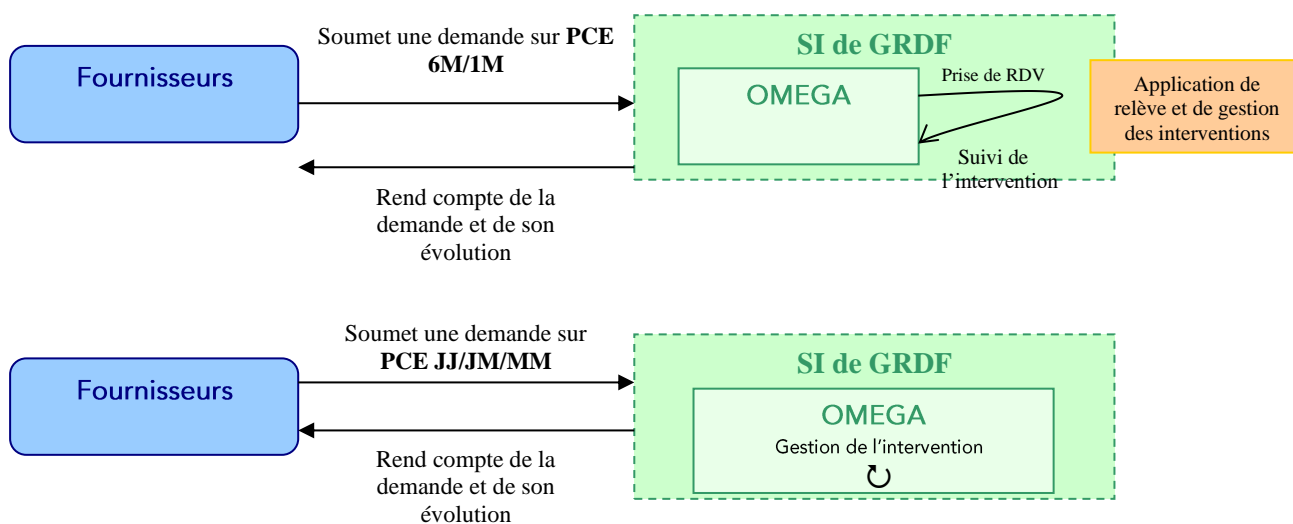 Soumet une demande sur PCE
6M/1M
Fournisseurs
SI de GRDF
OMEGA
Prise de RDV
Suivi de
l'intervention
Application de
relève et de gestion
des interventions
Rend compte de la
demande et de son
évolution
Soumet une demande sur
PCE JJ/JM/MM
Fournisseurs
SI de GRDF
OMEGA
Gestion de l'intervention
Rend compte de la
demande et de son
évolution